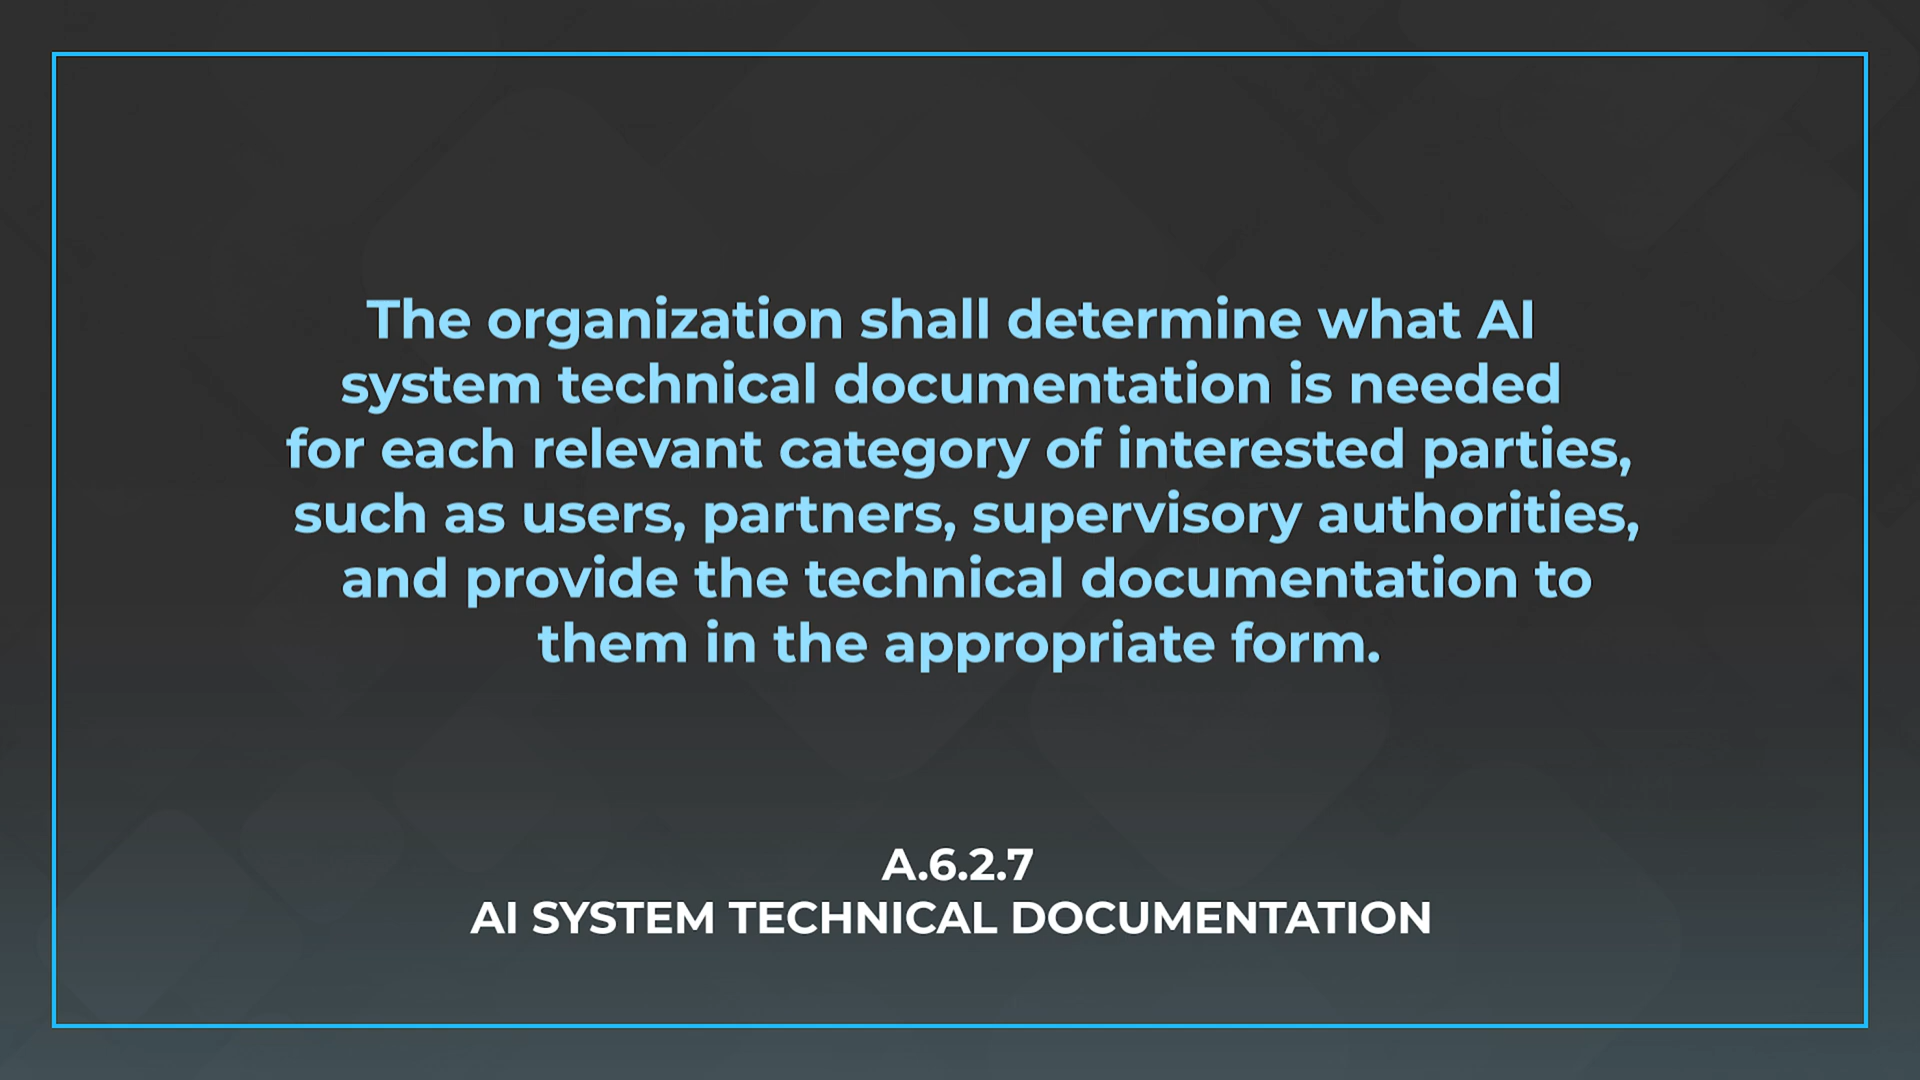 The organization shall determine what AI
system technical documentation is needed
for each relevant category of interested parties,
such as users, partners, supervisory authorities,
and provide the technical documentation to
them in the appropriate form.
A.6.2.7
AI SYSTEM TECHNICAL DOCUMENTATION